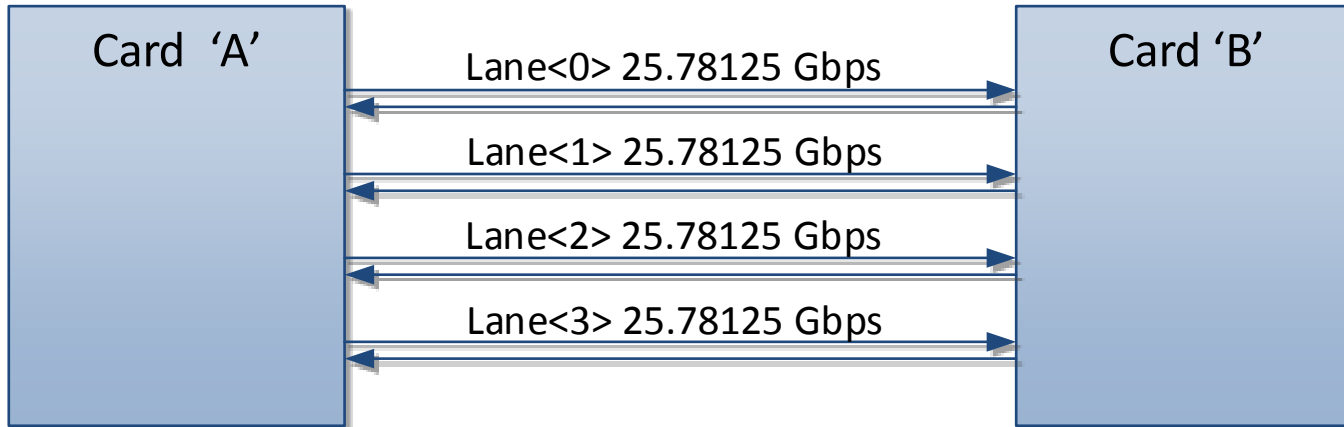 Card ‘A’
Card ‘B’
Lane<0> 25.78125 Gbps
Lane<1> 25.78125 Gbps
Lane<2> 25.78125 Gbps
Lane<3> 25.78125 Gbps